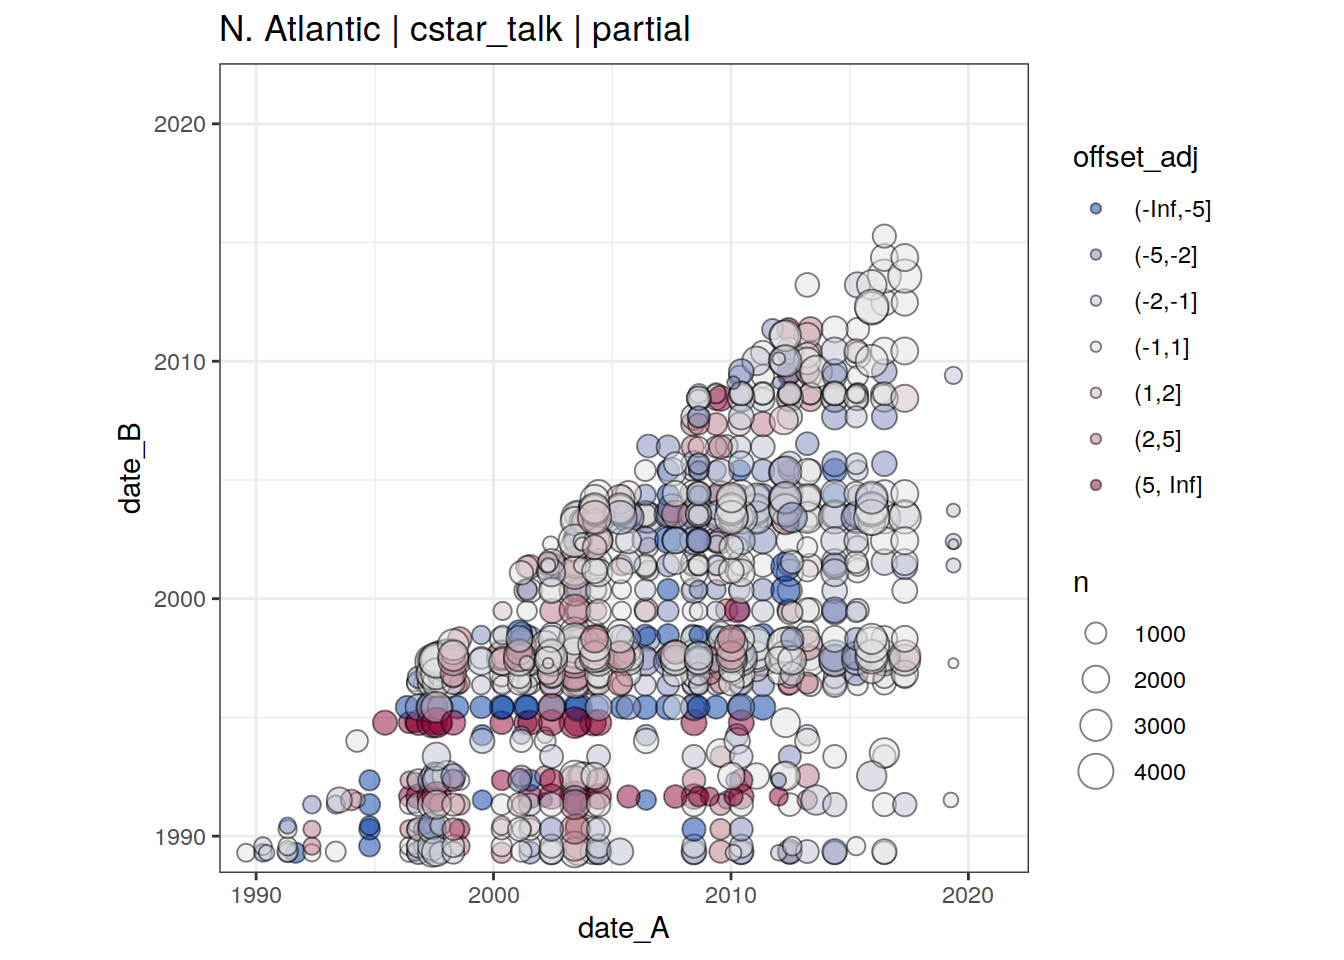 N. Atlantic | cstar_talk | partial
2020
2010
2000
1990
date_B
1990
2000
2010
2020
date_A
offset_adj
(-Inf,-5]
(-5,-2]
(-2,-1]
(-1,1]
(1,2]
(2,5]
(5, Inf]
n
1000
2000
3000
4000